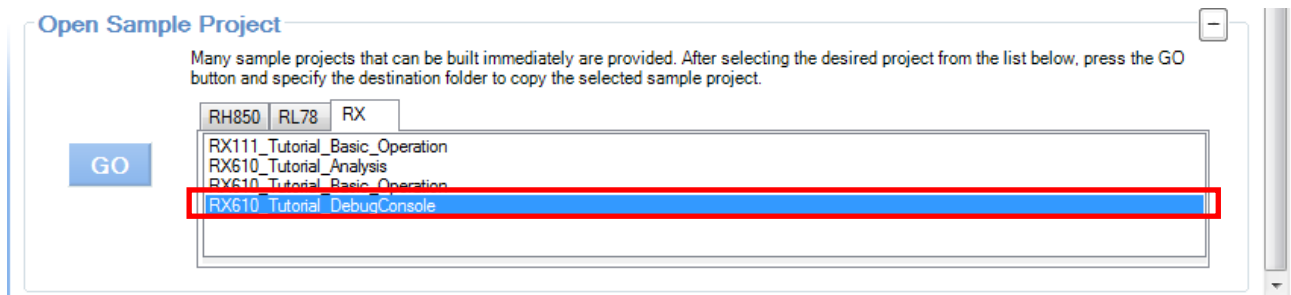 Open Sample Project
Many sample projects that can be built immediately are provided. After selecting the desired project from the list below, press the GO
button and specify the destination folder to copy the selected sample project.
RH850 RL78 RX
GO
RX111_Tutorial_Basic_Operation
RX610_Tutorial_Analysis
RX610_Tutorial_Basic_Operation
RX610_Tutorial_DebugConsole